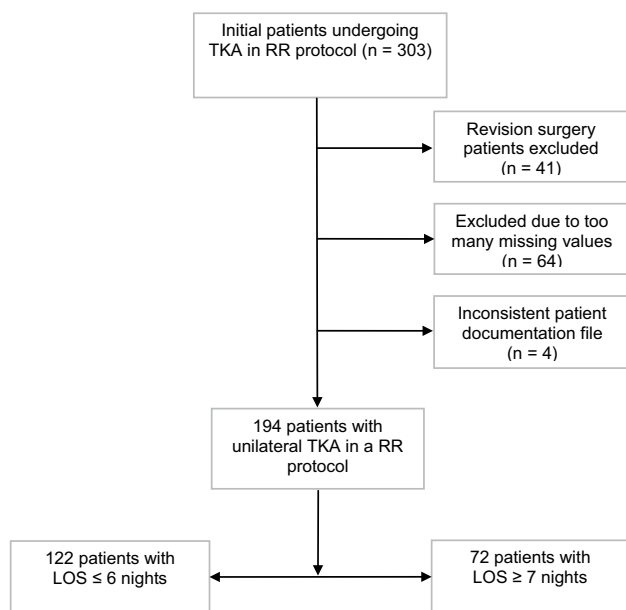 Initial patients undergoing
TKA in RR protocol (n = 303)
Revision surgery
patients excluded
(n = 41)
Excluded due to too
many missing values
(n = 64)
Inconsistent patient
documentation file
(n = 4)
194 patients with
unilateral TKA in a RR
protocol
122 patients with
LOS ≤ 6 nights
72 patients with
LOS ≥ 7 nights